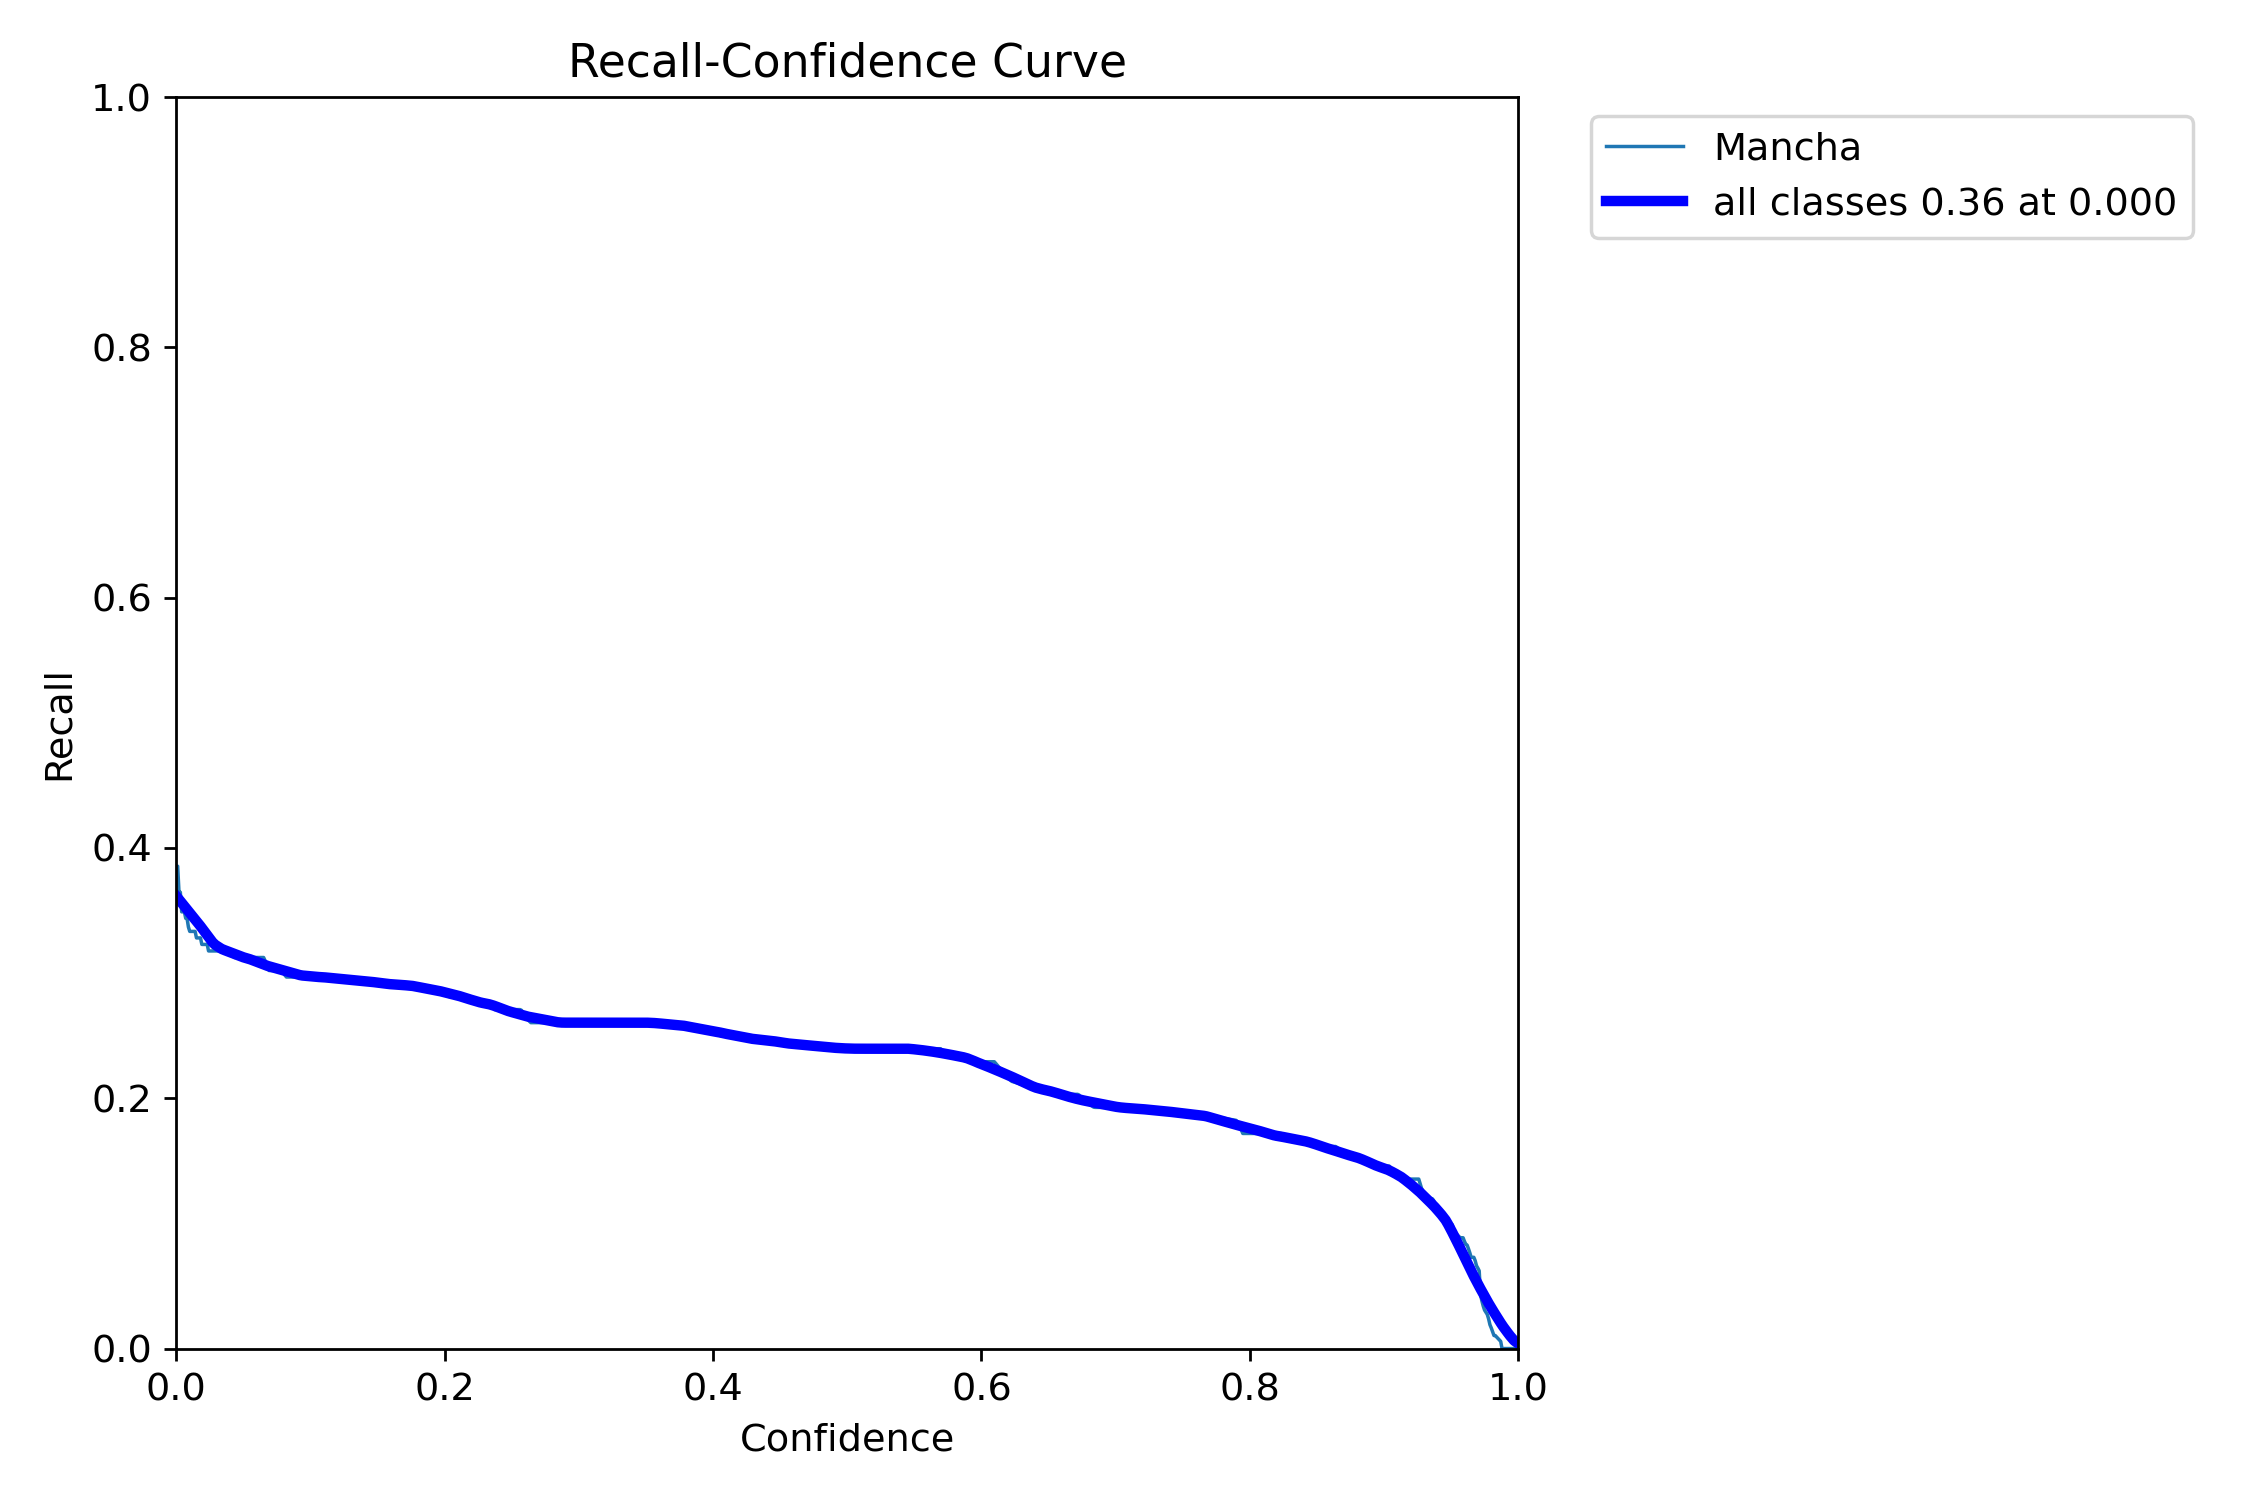 Recall-Confidence Curve
1.0
0.8
0.6
0.4
0.2
0.0
Recall
0.0 0.2 0.4 0.6 0.8 1.0
Confidence
Mancha
all classes 0.36 at 0.000